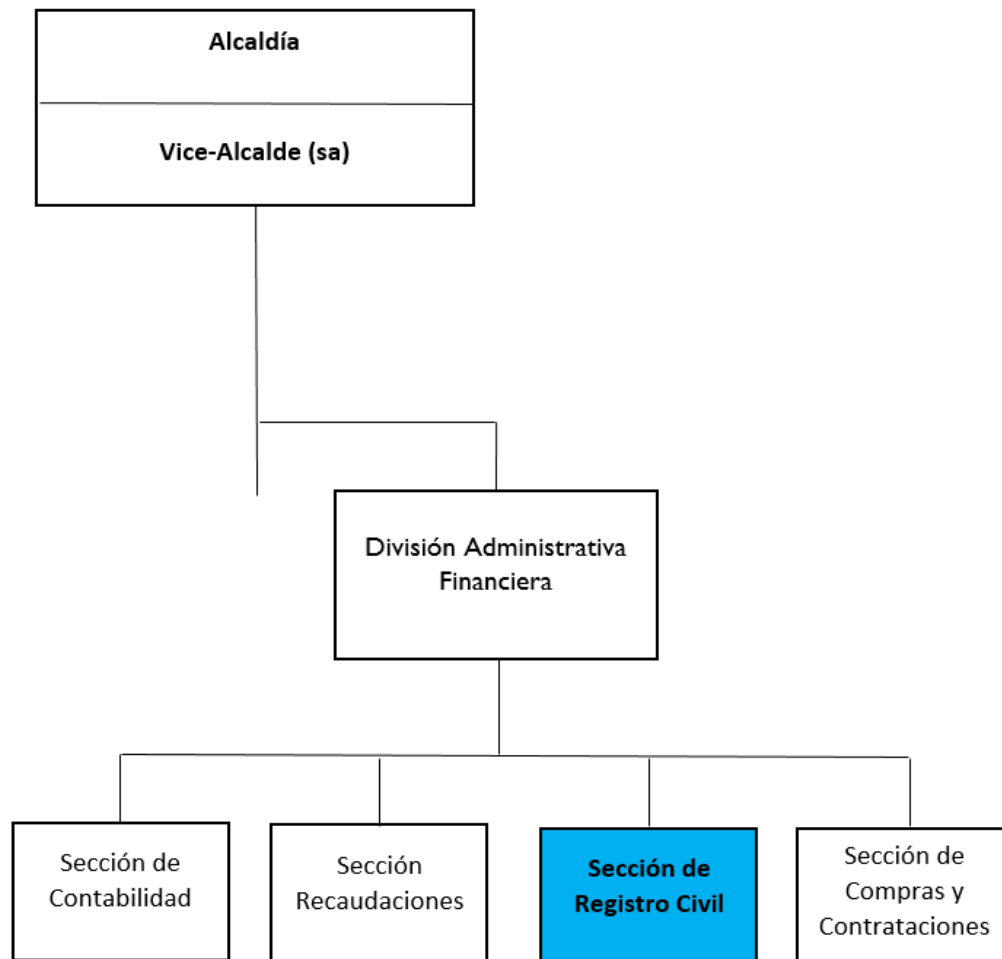 Alcaldía
Vice-Alcalde (sa)
División Administrativa
Financiera
Sección de
Contabilidad
Sección
Recaudaciones
Sección de
Registro Civil
Sección de
Compras y
Contrataciones